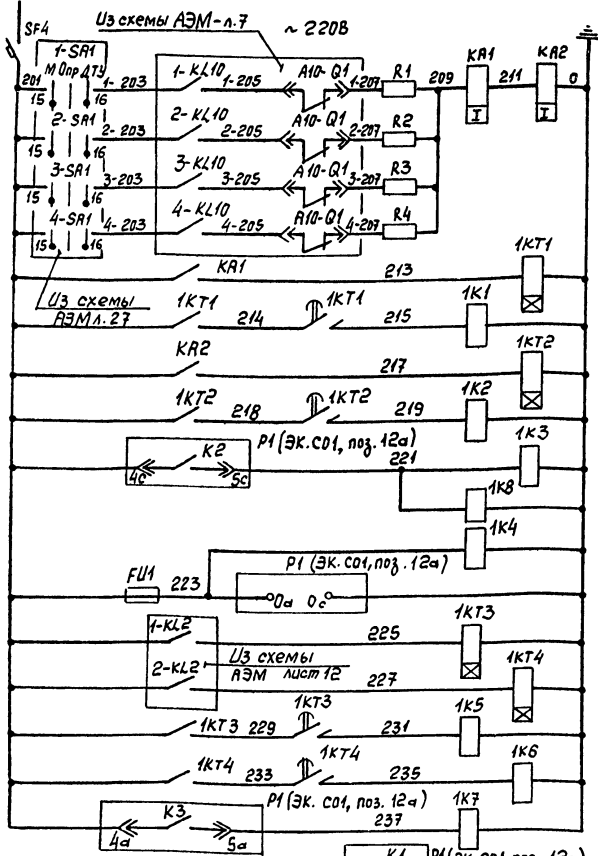 Из схемы АЭМ-л.7
~ 220В
SF4
1-SA1
М Опр ДТЗ
KA1
KA2
201
15
16
1- 203
1-KL10
1-205
A10-Q1
1-207
R1
209
211
0
I
I
2-SA1
15
16
2- 203
2-KL10
2-205
A10-Q1
2-207
R2
3-SA1
15
16
3-203
3-KL10
3-205
A10-Q1
3-207
R3
4-SA1
15
16
4- 203
4-KL10
4-205
A10-Q1
4-207
R4
KA1
213
1KT1
Из схемы
АЭМ л.27
1KT1
214
1KT1
215
1K1
KA2
217
1KT2
1KT2
218
1KT2
219
1K2
P1 (ЭК.С01, поз.12а)
K2
4c
5c
221
1K3
1K8
1K4
P1 (ЭК.С01, поз.12а)
FU1
223
0a
0c
1-KL2
225
1KT3
Из схемы
АЭМ лист 12
2-KL2
227
1KT4
1KT3
229
1KT3
231
1K5
1KT4
233
1KT4
235
1K6
P1 (ЭК.С01, поз.12а)
K3
4a
5a
237
1K7